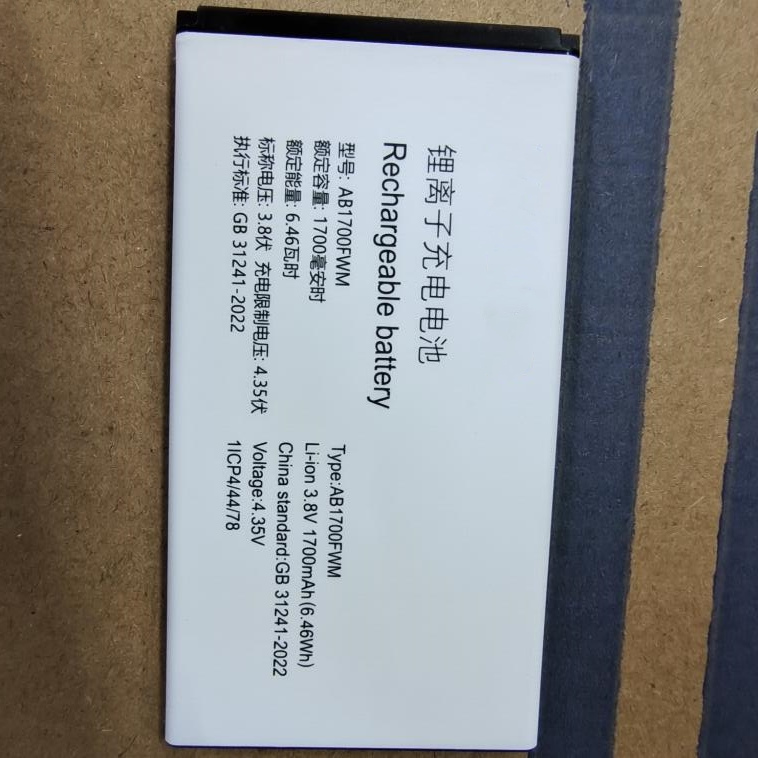 锂离子充电电池
Rechargeable battery
型号: AB1700FWM
额定容量: 1700毫安时
额定能量: 6.46瓦时
标称电压: 3.8伏 充电限制电压: 4.35伏
执行标准: GB 31241-2022
Type:AB1700FWM
Li-ion 3.8V 1700mAh(6.46Wh)
China standard:GB 31241-2022
Voltage:4.35V
1ICP4/44/78